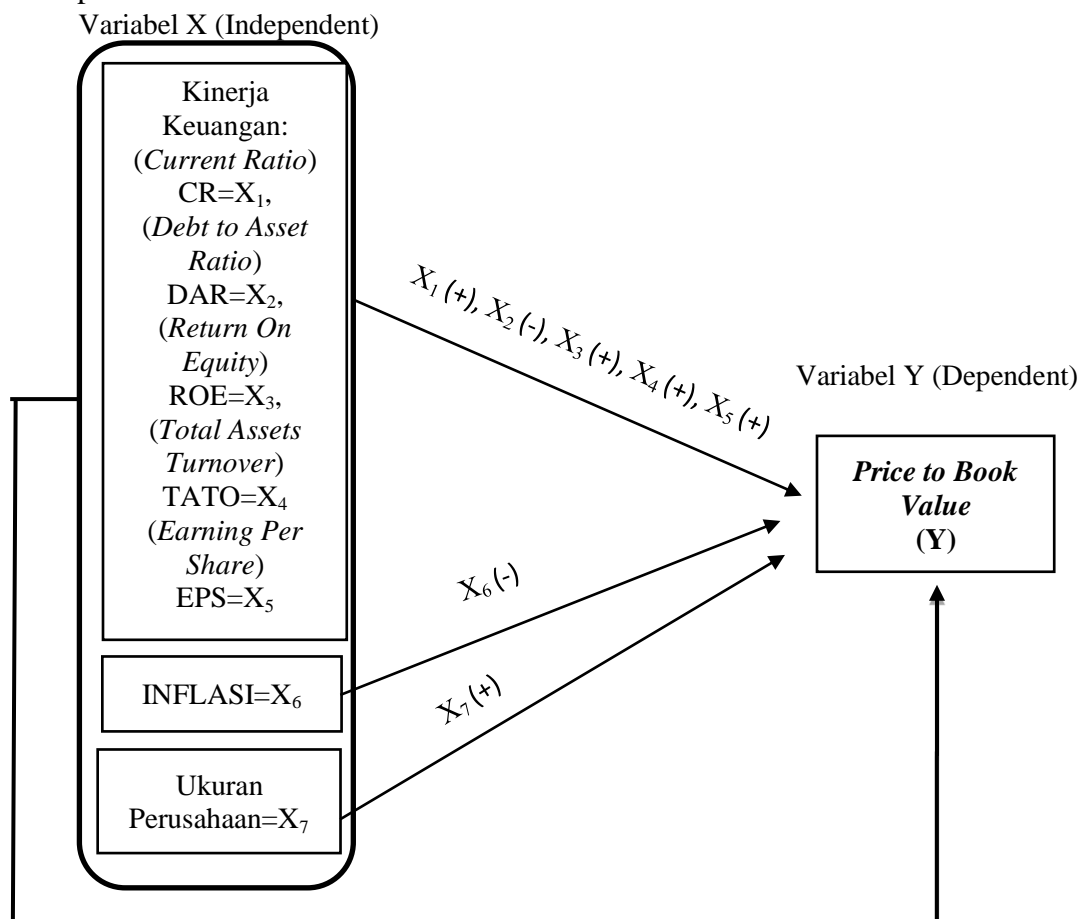 Variabel X (Independent)
Kinerja
Keuangan:
(Current Ratio)
CR=X₁,
(Debt to Asset
Ratio)
DAR=X₂,
(Return On
Equity)
ROE=X₃,
(Total Assets
Turnover)
TATO=X₄
(Earning Per
Share)
EPS=X₅
INFLASI=X₆
Ukuran
Perusahaan=X₇
X₁ (+), X₂ (-), X₃ (+), X₄ (+), X₅ (+)
X₆ (-)
X₇ (+)
Variabel Y (Dependent)
Price to Book
Value
(Y)